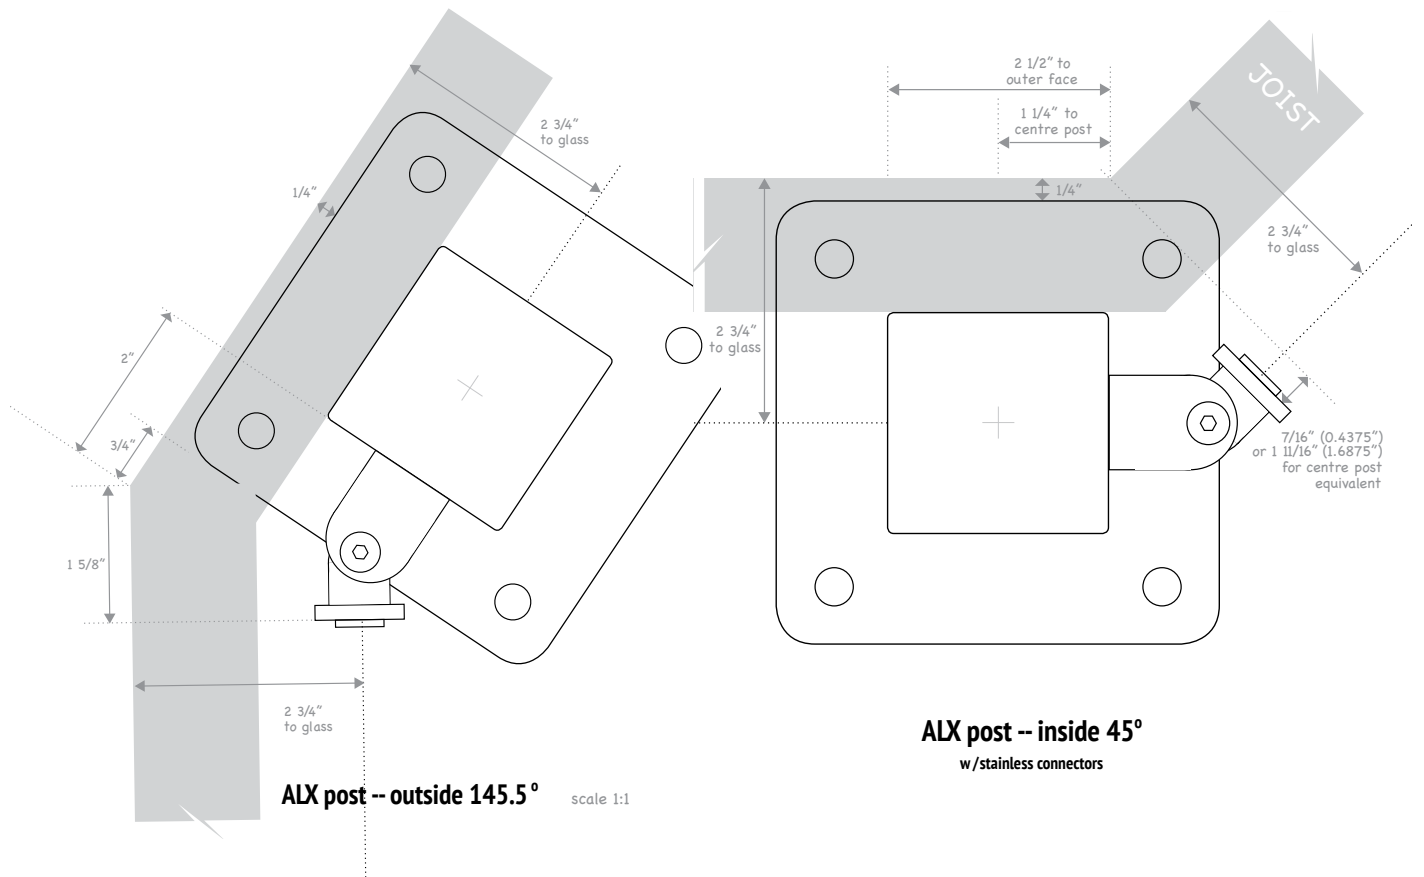 2 3/4"
to glass
1/4"
2"
3/4"
1 5/8"
2 3/4"
to glass
ALX post -- outside 145.5°
scale 1:1
2 1/2" to
outer face
1 1/4" to
centre post
JOIST
1/4"
2 3/4"
to glass
2 3/4"
to glass
7/16" (0.4375")
or 1 11/16" (1.6875")
for centre post
equivalent
ALX post -- inside 45°
w/stainless connectors